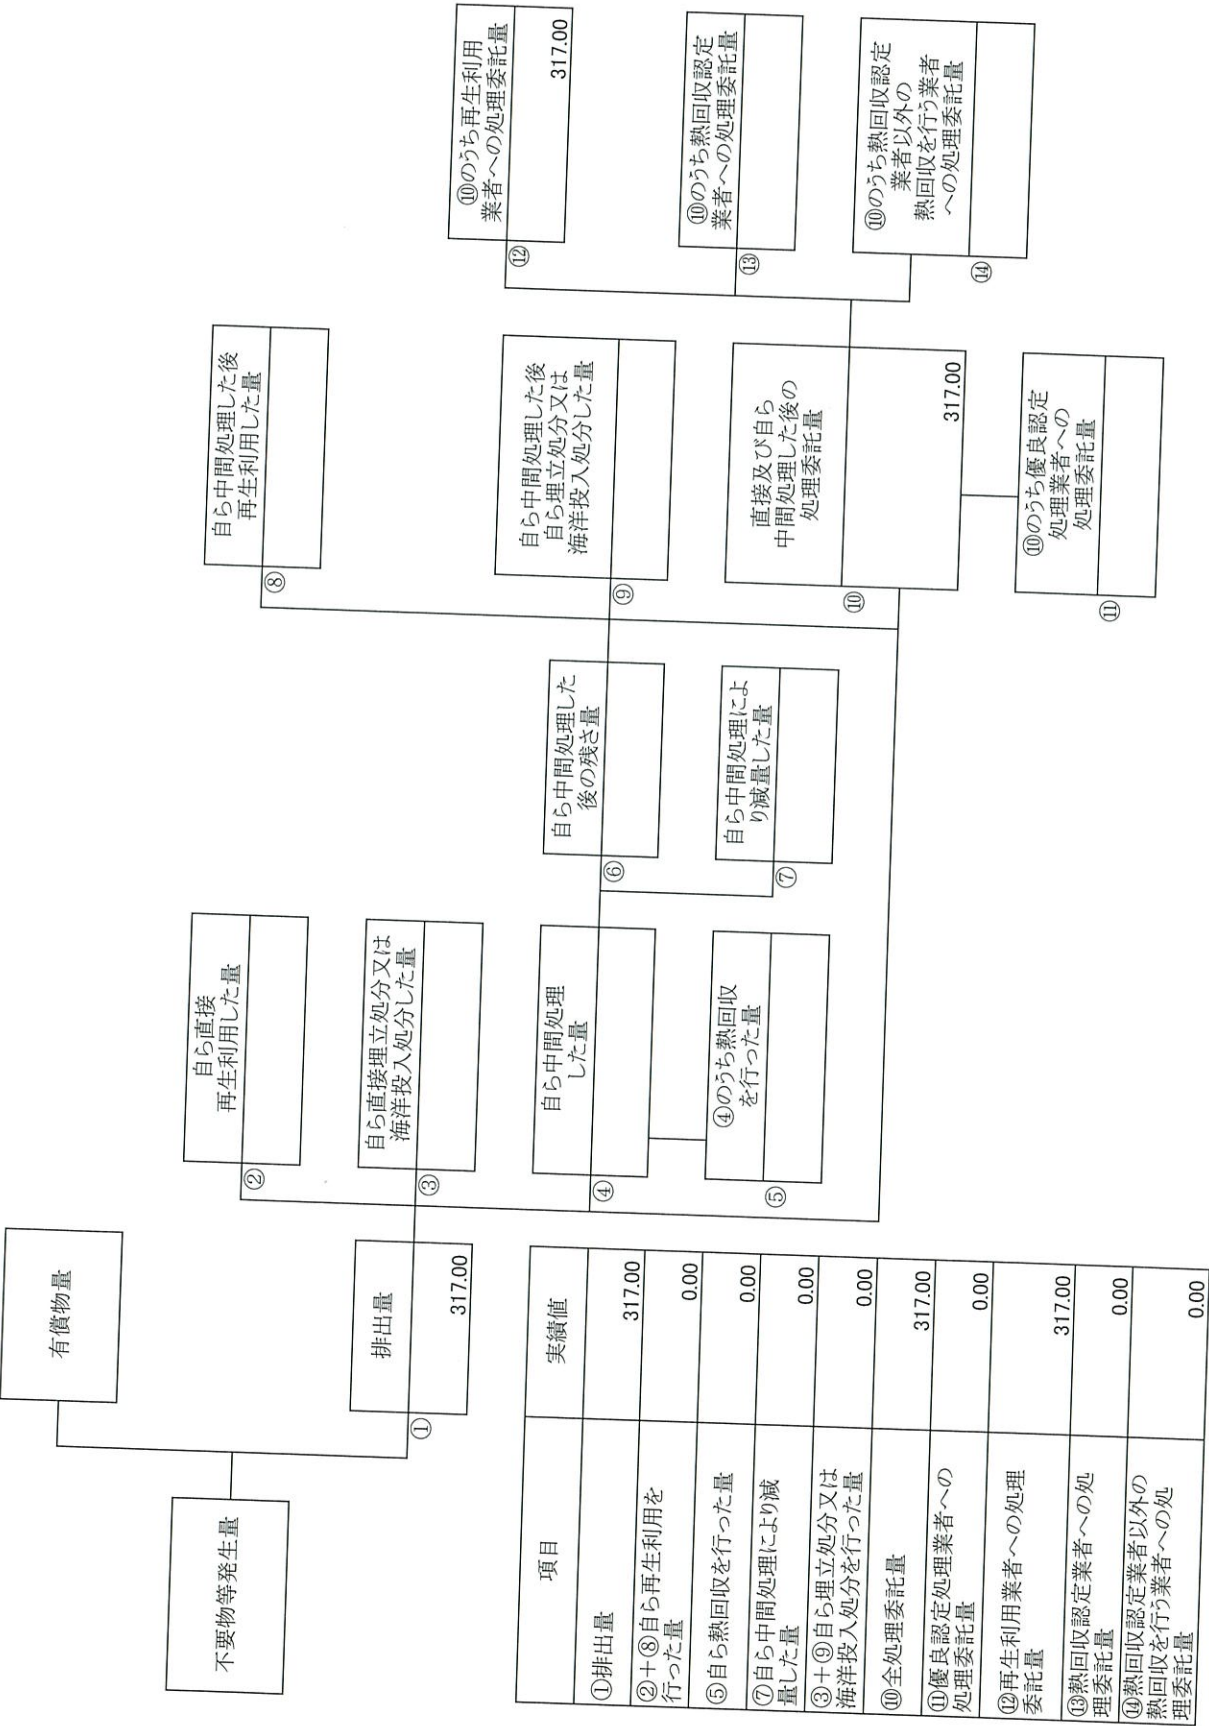 不要物等発生量
有償物量
排出量
①
317.00
自ら直接
再生利用した量
②
自ら直接埋立処分又は
海洋投入処分した量
③
自ら中間処理
した量
④
④のうち熱回収
を行った量
⑤
自ら中間処理した
後の残さ量
⑥
自ら中間処理によ
り減量した量
⑦
自ら中間処理した後
再生利用した量
⑧
自ら中間処理した後
自ら埋立処分又は
海洋投入処分した量
⑨
直接及び自ら
中間処理した後の
処理委託量
⑩
317.00
⑩のうち優良認定
処理業者への
処理委託量
⑪
⑩のうち再生利用
業者への処理委託量
⑫
317.00
⑩のうち熱回収認定
業者への処理委託量
⑬
⑩のうち熱回収認定
業者以外の
熱回収を行う業者
への処理委託量
⑭
項目 実績値
①排出量 317.00
②+⑧自ら再生利用を
行った量 0.00
⑤自ら熱回収を行った量 0.00
⑦自ら中間処理により減
量した量 0.00
③+⑨自ら埋立処分又は
海洋投入処分を行った量 0.00
⑩全処理委託量 317.00
⑪優良認定処理業者への
処理委託量 0.00
⑫再生利用業者への処理
委託量 317.00
⑬熱回収認定業者への処
理委託量 0.00
⑭熱回収認定業者以外の
熱回収を行う業者への処
理委託量 0.00